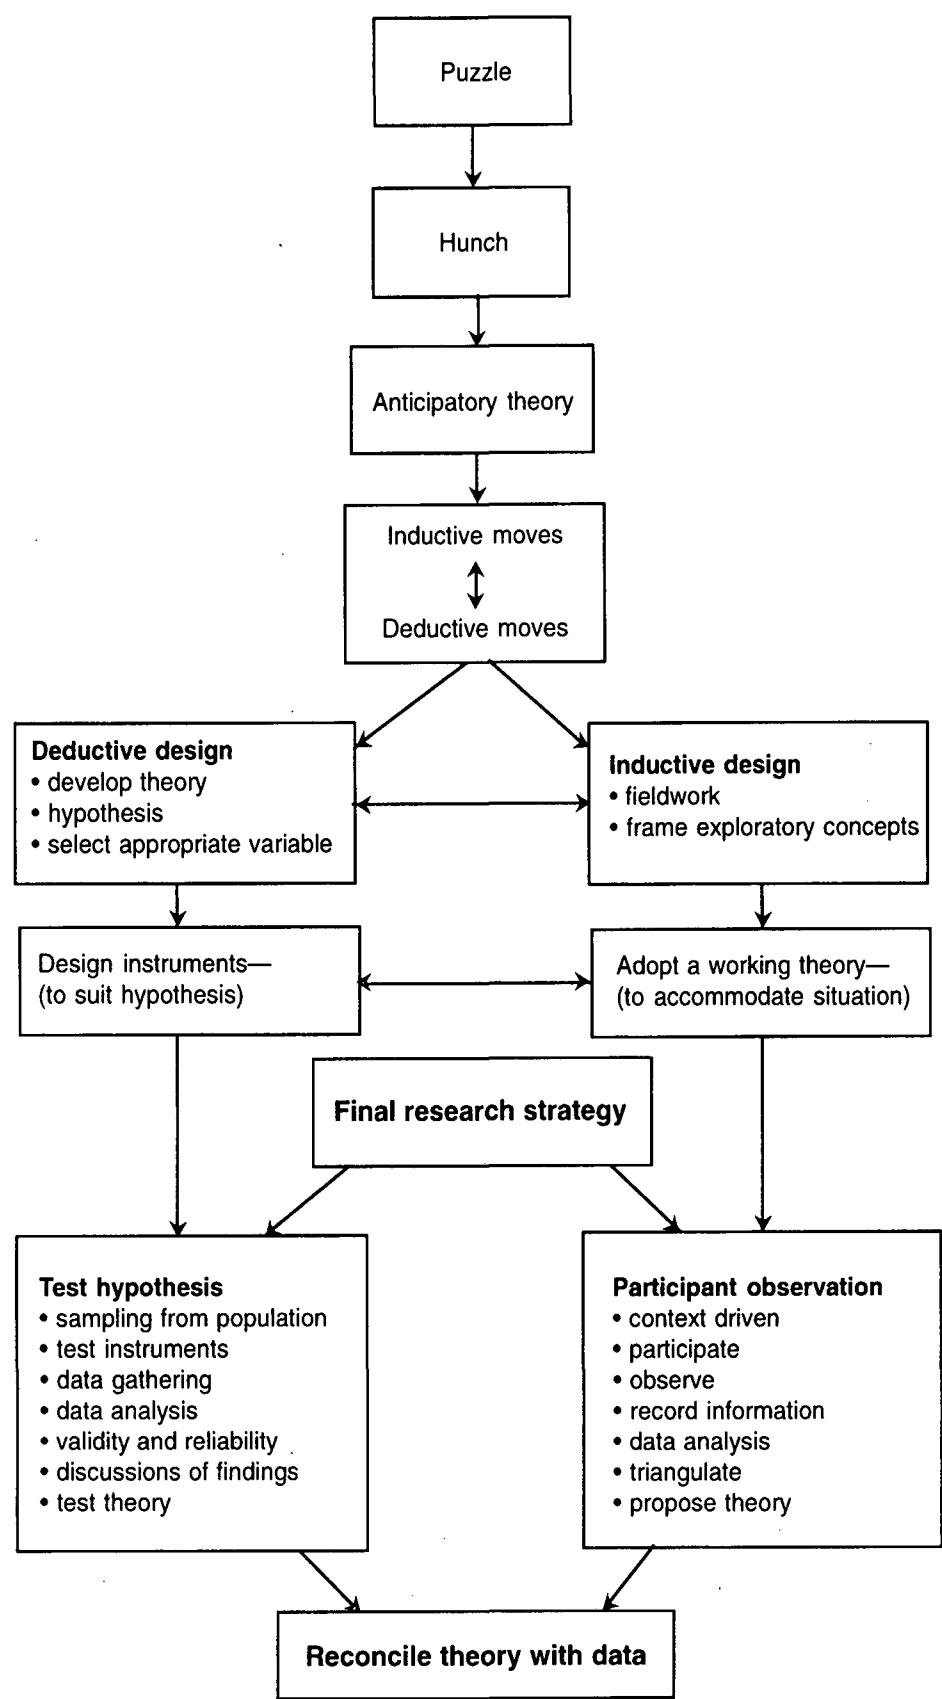 Puzzle
Hunch
Anticipatory theory
Inductive moves
Deductive moves
Deductive design
• develop theory
• hypothesis
• select appropriate variable
Inductive design
• fieldwork
• frame exploratory concepts
Design instruments—
(to suit hypothesis)
Adopt a working theory—
(to accommodate situation)
Final research strategy
Test hypothesis
• sampling from population
• test instruments
• data gathering
• data analysis
• validity and reliability
• discussions of findings
• test theory
Participant observation
• context driven
• participate
• observe
• record information
• data analysis
• triangulate
• propose theory
Reconcile theory with data